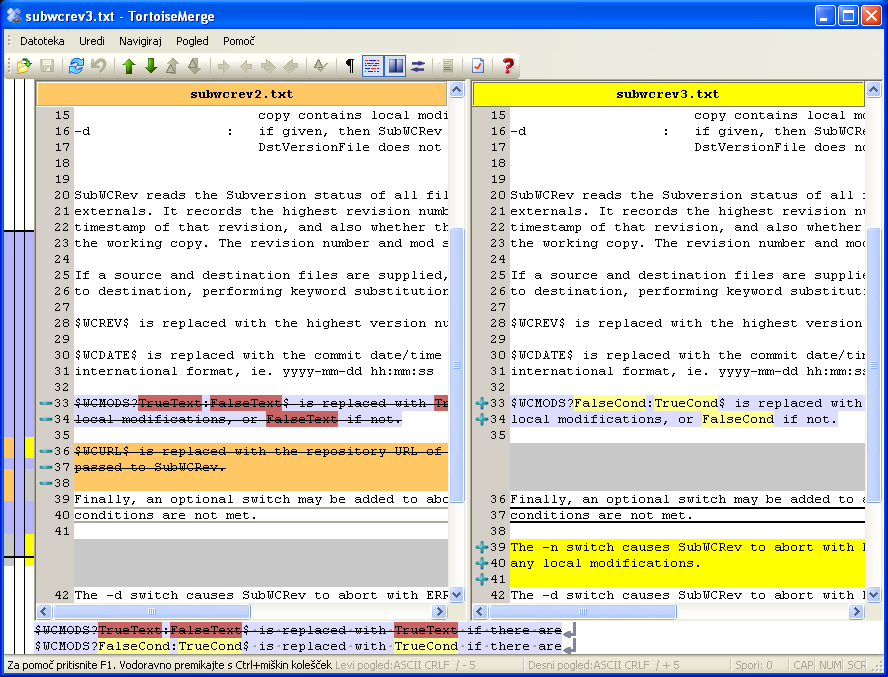 subwcrev3.txt - TortoiseMerge
Datoteka Uredi Navigiraj Pogled Pomoč
subwcrev2.txt
15 copy contains local modi
16 -d : if given, then SubWCRev
17 DstVersionFile does not
18
19
20 SubWCRev reads the Subversion status of all fil
21 externals. It records the highest revision numb
22 timestamp of that revision, and also whether th
23 the working copy. The revision number and mod s
24
25 If a source and destination files are supplied,
26 to destination, performing keyword substitution
27
28 $WCREV$ is replaced with the highest version nu
29
30 $WCDATE$ is replaced with the commit date/time
31 international format, ie. yyyy-mm-dd hh:mm:ss
32
33 $WCMODS?TrueText:FalseText$ is replaced with Tr
34 local modifications, or FalseText if not.
35
36 $WCURL$ is replaced with the repository URL of
37 passed to SubWCRev.
38
39 Finally, an optional switch may be added to abo
40 conditions are not met.
41
42 The -d switch causes SubWCRev to abort with ERR
subwcrev3.txt
15 copy contains local m
16 -d : if given, then SubWCR
17 DstVersionFile does n
18
19
20 SubWCRev reads the Subversion status of all
21 externals. It records the highest revision n
22 timestamp of that revision, and also whether
23 the working copy. The revision number and mo
24
25 If a source and destination files are supplie
26 to destination, performing keyword substitut
27
28 $WCREV$ is replaced with the highest version
29
30 $WCDATE$ is replaced with the commit date/tim
31 international format, ie. yyyy-mm-dd hh:mm:ss
32
33 $WCMODS?FalseCond:TrueCond$ is replaced with
34 local modifications, or FalseCond if not.
35
36 Finally, an optional switch may be added to a
37 conditions are not met.
38
39 The -n switch causes SubWCRev to abort with E
40 any local modifications.
41
42 The -d switch causes SubWCRev to abort with E
$WCMODS?TrueText:FalseText$ is replaced with TrueText if there are
$WCMODS?FalseCond:TrueCond$ is replaced with TrueCond if there are
Za pomoč pritisnite F1. Vodoravno premikajte s Ctrl+miškin kolešček Levi pogled:ASCII CRLF / - 5 Desni pogled:ASCII CRLF / + 5 Spori: 0 CAP NUM SCR